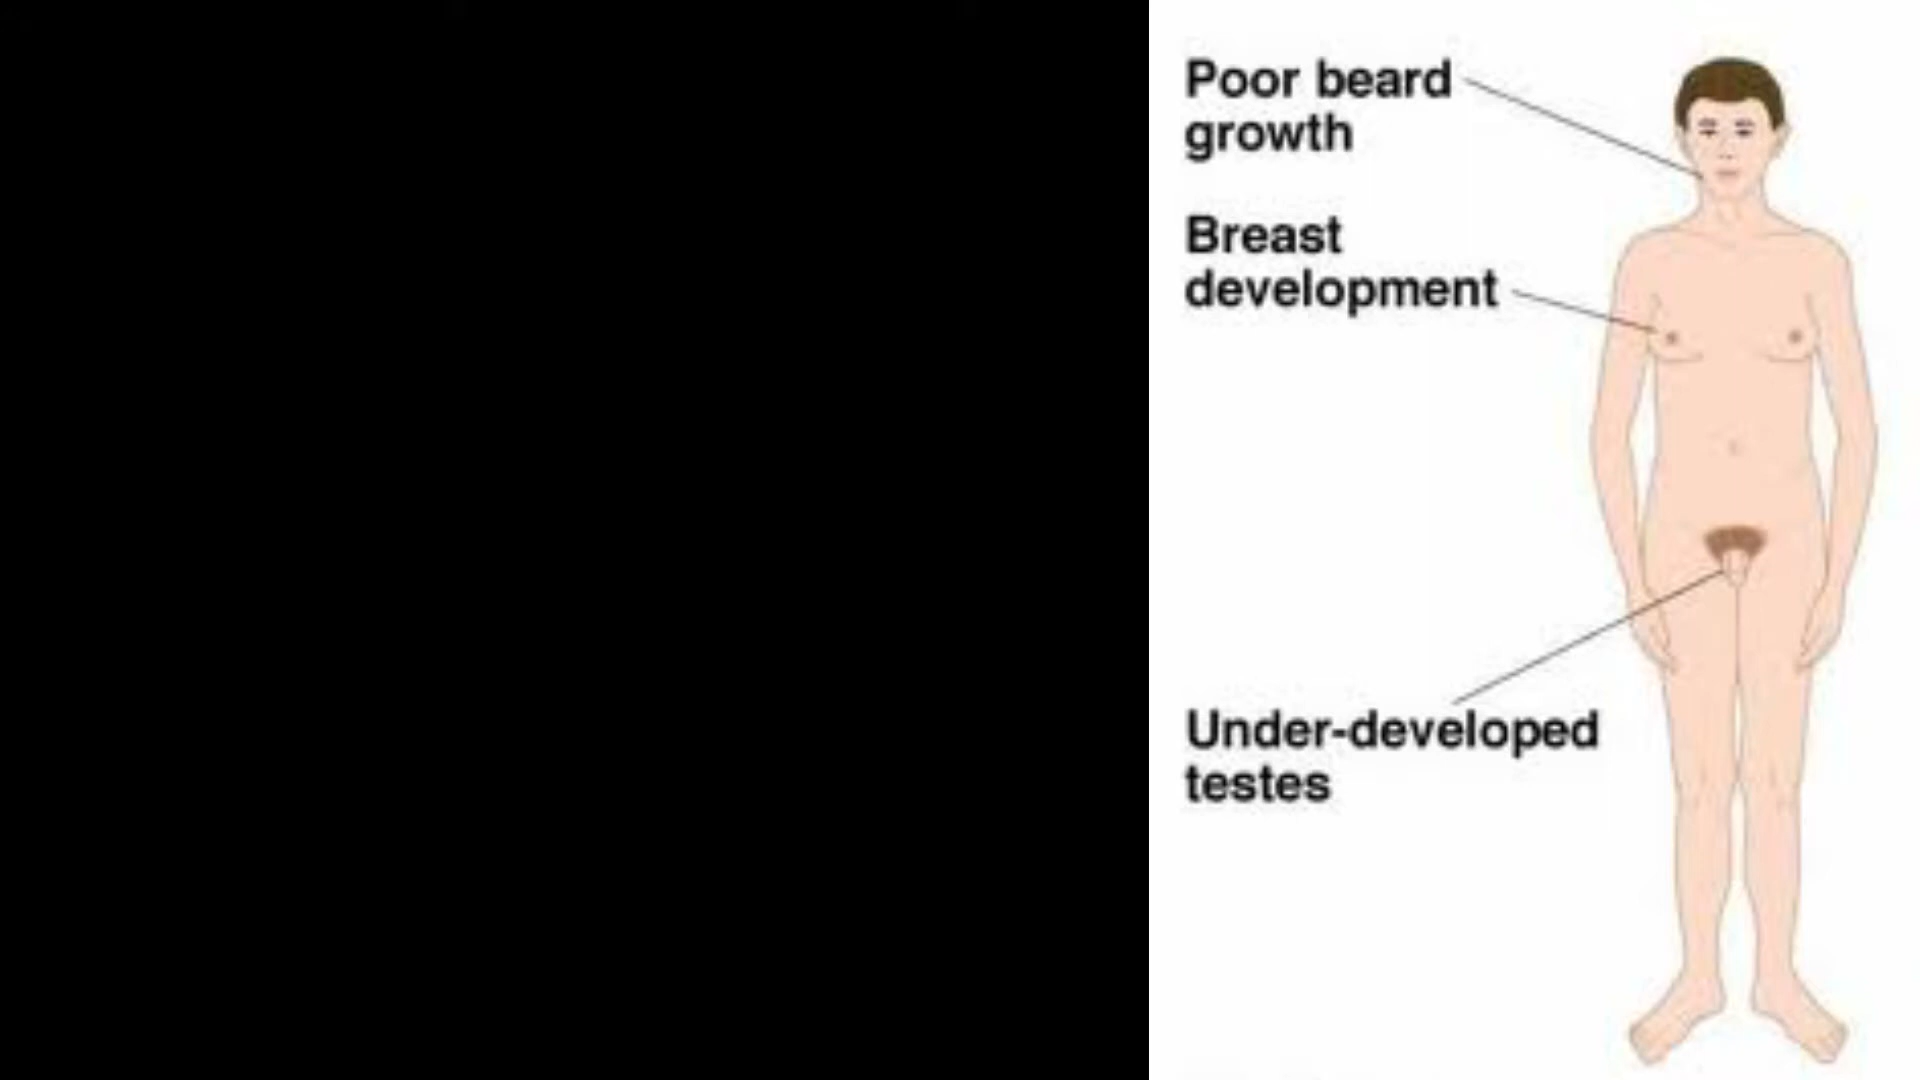 Poor beard
growth
Breast
development
Under-developed
testes